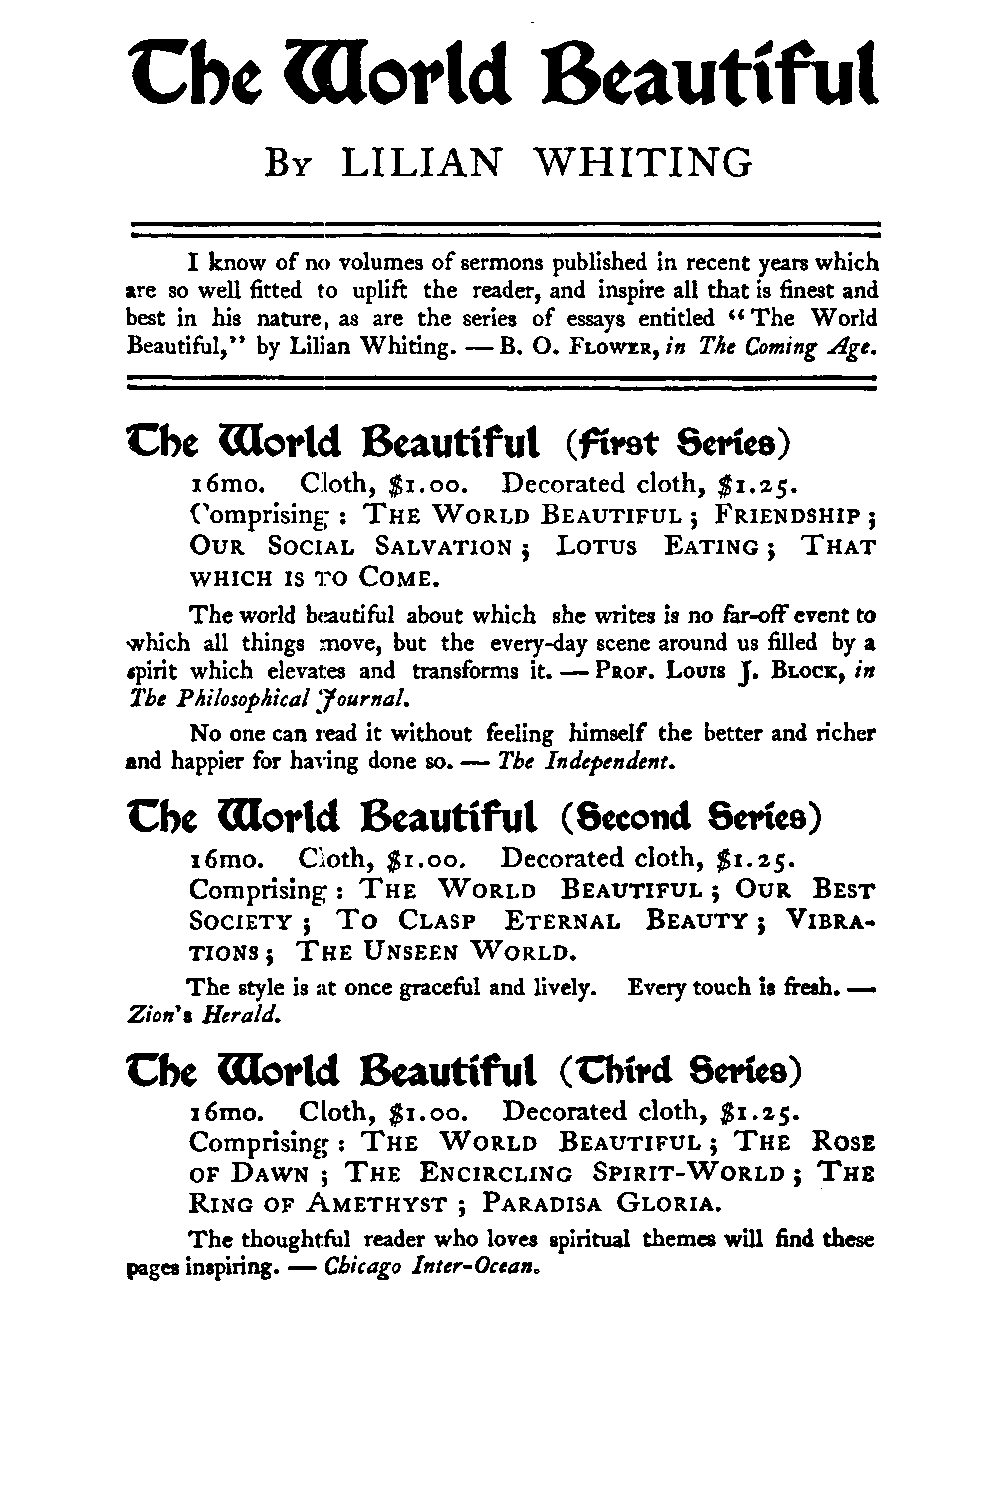 The World Beautiful
By LILIAN WHITING
I know of no volumes of sermons published in recent years which
are so well fitted to uplift the reader, and inspire all that is finest and
best in his nature, as are the series of essays entitled “The World
Beautiful,” by Lilian Whiting. — B. O. Flower, in The Coming Age.
The World Beautiful (First Series)
16mo. Cloth, $1.00. Decorated cloth, $1.25.
Comprising : The World Beautiful ; Friendship ;
Our Social Salvation ; Lotus Eating ; That
which is to Come.
The world beautiful about which she writes is no far-off event to
which all things move, but the every-day scene around us filled by a
spirit which elevates and transforms it. — Prof. Louis J. Block, in
The Philosophical Journal.
No one can read it without feeling himself the better and richer
and happier for having done so. — The Independent.
The World Beautiful (Second Series)
16mo. Cloth, $1.00. Decorated cloth, $1.25.
Comprising : The World Beautiful ; Our Best
Society ; To Clasp Eternal Beauty ; Vibra-
tions ; The Unseen World.
The style is at once graceful and lively. Every touch is fresh. —
Zion's Herald.
The World Beautiful (Third Series)
16mo. Cloth, $1.00. Decorated cloth, $1.25.
Comprising : The World Beautiful ; The Rose
of Dawn ; The Encircling Spirit-World ; The
Ring of Amethyst ; Paradisa Gloria.
The thoughtful reader who loves spiritual themes will find these
pages inspiring. — Chicago Inter-Ocean.